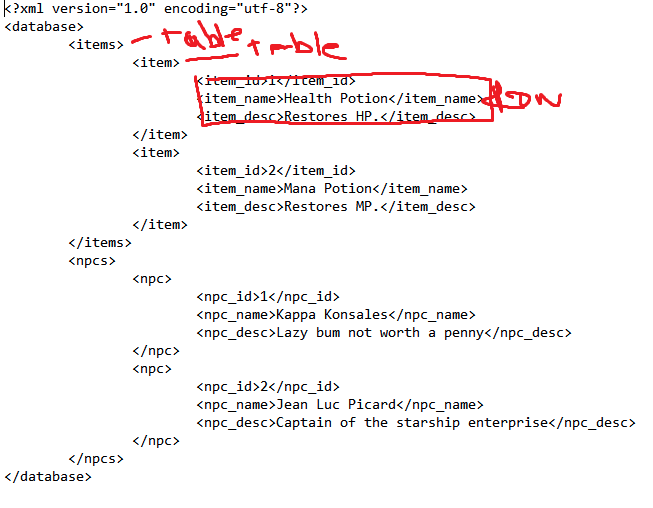 <?xml version="1.0" encoding="utf-8"?>
<database>
<items> - table
<item> table
<item_id>1</item_id>
<item_name>Health Potion</item_name>
<item_desc>Restores HP.</item_desc>
</item>
<item>
<item_id>2</item_id>
<item_name>Mana Potion</item_name>
<item_desc>Restores MP.</item_desc>
</item>
</items>
<npcs>
<npc>
<npc_id>1</npc_id>
<npc_name>Kappa Konsales</npc_name>
<npc_desc>Lazy bum not worth a penny</npc_desc>
</npc>
<npc>
<npc_id>2</npc_id>
<npc_name>Jean Luc Picard</npc_name>
<npc_desc>Captain of the starship enterprise</npc_desc>
</npc>
</npcs>
</database>